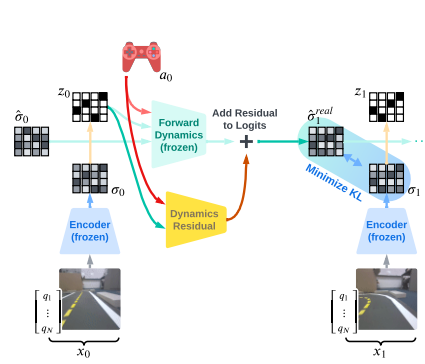 a₀
z₀
z₁
σ̂₀
Forward
Dynamics
(frozen)
Add Residual
to Logits
+
σ̂₁ʳᵉᵃˡ
...
Minimize KL
σ₀
σ₁
Dynamics
Residual
Encoder
(frozen)
Encoder
(frozen)
q₁
⋮
q_N
q₁
⋮
q_N
x₀
x₁